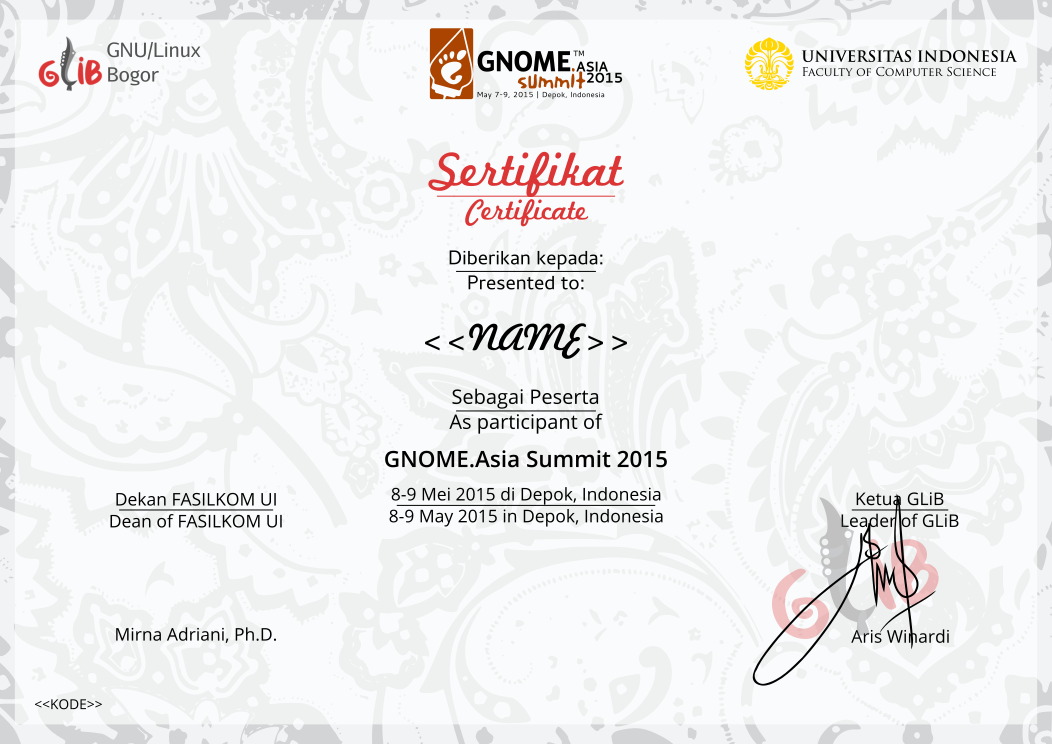 GLiB GNU/Linux
Bogor
GNOME™.ASIA
summit2015
May 7-9, 2015 | Depok, Indonesia
UNIVERSITAS INDONESIA
FACULTY OF COMPUTER SCIENCE
Sertifikat
Certificate
Diberikan kepada:
Presented to:
<<NAME>>
Sebagai Peserta
As participant of
GNOME.Asia Summit 2015
8-9 Mei 2015 di Depok, Indonesia
8-9 May 2015 in Depok, Indonesia
Dekan FASILKOM UI
Dean of FASILKOM UI
Mirna Adriani, Ph.D.
Ketua GLiB
Leader of GLiB
GLiB
Aris Winardi
<<KODE>>